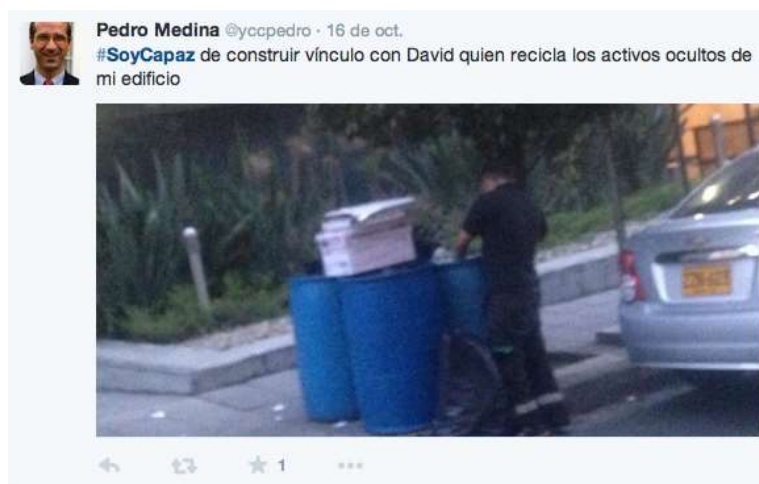 Pedro Medina @yccpedro · 16 de oct.
#SoyCapaz de construir vínculo con David quien recicla los activos ocultos de
mi edificio
1